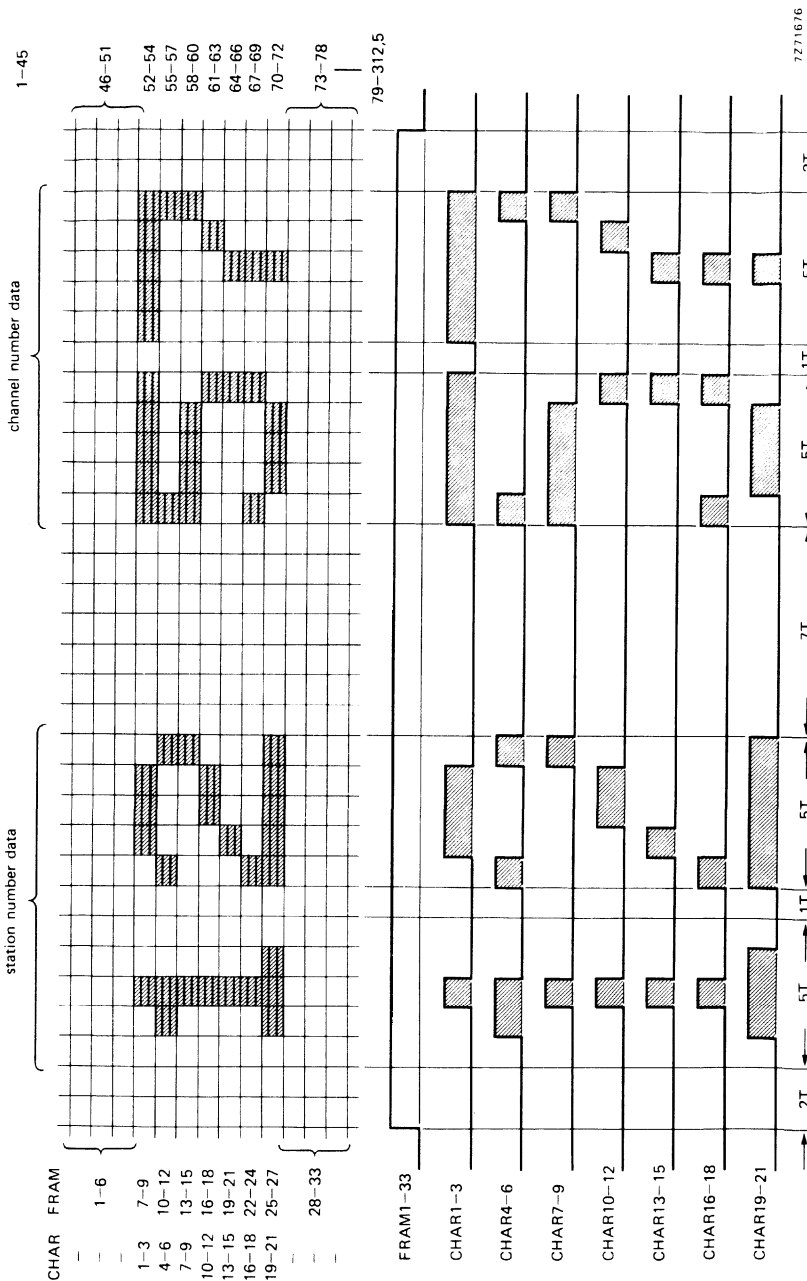 station number data
channel number data
1–45
CHAR FRAM
– 1–6 46–51
–
–
1–3 7–9 52–54
4–6 10–12 55–57
7–9 13–15 58–60
10–12 16–18 61–63
13–15 19–21 64–66
16–18 22–24 67–69
19–21 25–27 70–72
– 28–33 73–78
–
–
79–312,5
FRAM1–33
CHAR1–3
CHAR4–6
CHAR7–9
CHAR10–12
CHAR13–15
CHAR16–18
CHAR19–21
2T 5T 1T 5T 7T 5T 1T 5T 2T
7Z71676